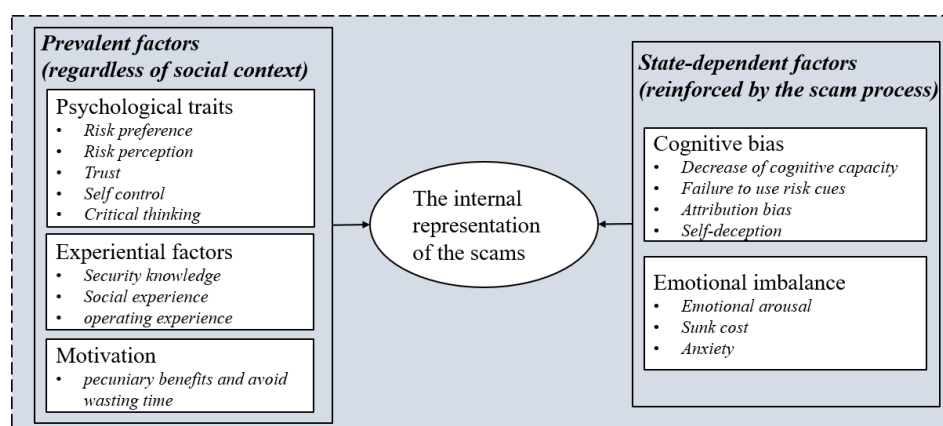 Prevalent factors
(regardless of social context)
Psychological traits
• Risk preference
• Risk perception
• Trust
• Self control
• Critical thinking
Experiential factors
• Security knowledge
• Social experience
• operating experience
Motivation
• pecuniary benefits and avoid
wasting time
The internal
representation
of the scams
State-dependent factors
(reinforced by the scam process)
Cognitive bias
• Decrease of cognitive capacity
• Failure to use risk cues
• Attribution bias
• Self-deception
Emotional imbalance
• Emotional arousal
• Sunk cost
• Anxiety